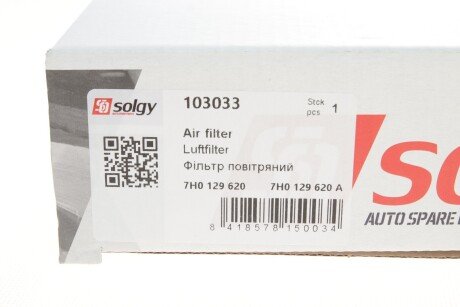 solgy 103033 Stck pcs 1
Air filter
Luftfilter
Фільтр повітряний
7H0 129 620 7H0 129 620 A
8 418578 150034
AUTO SPARE